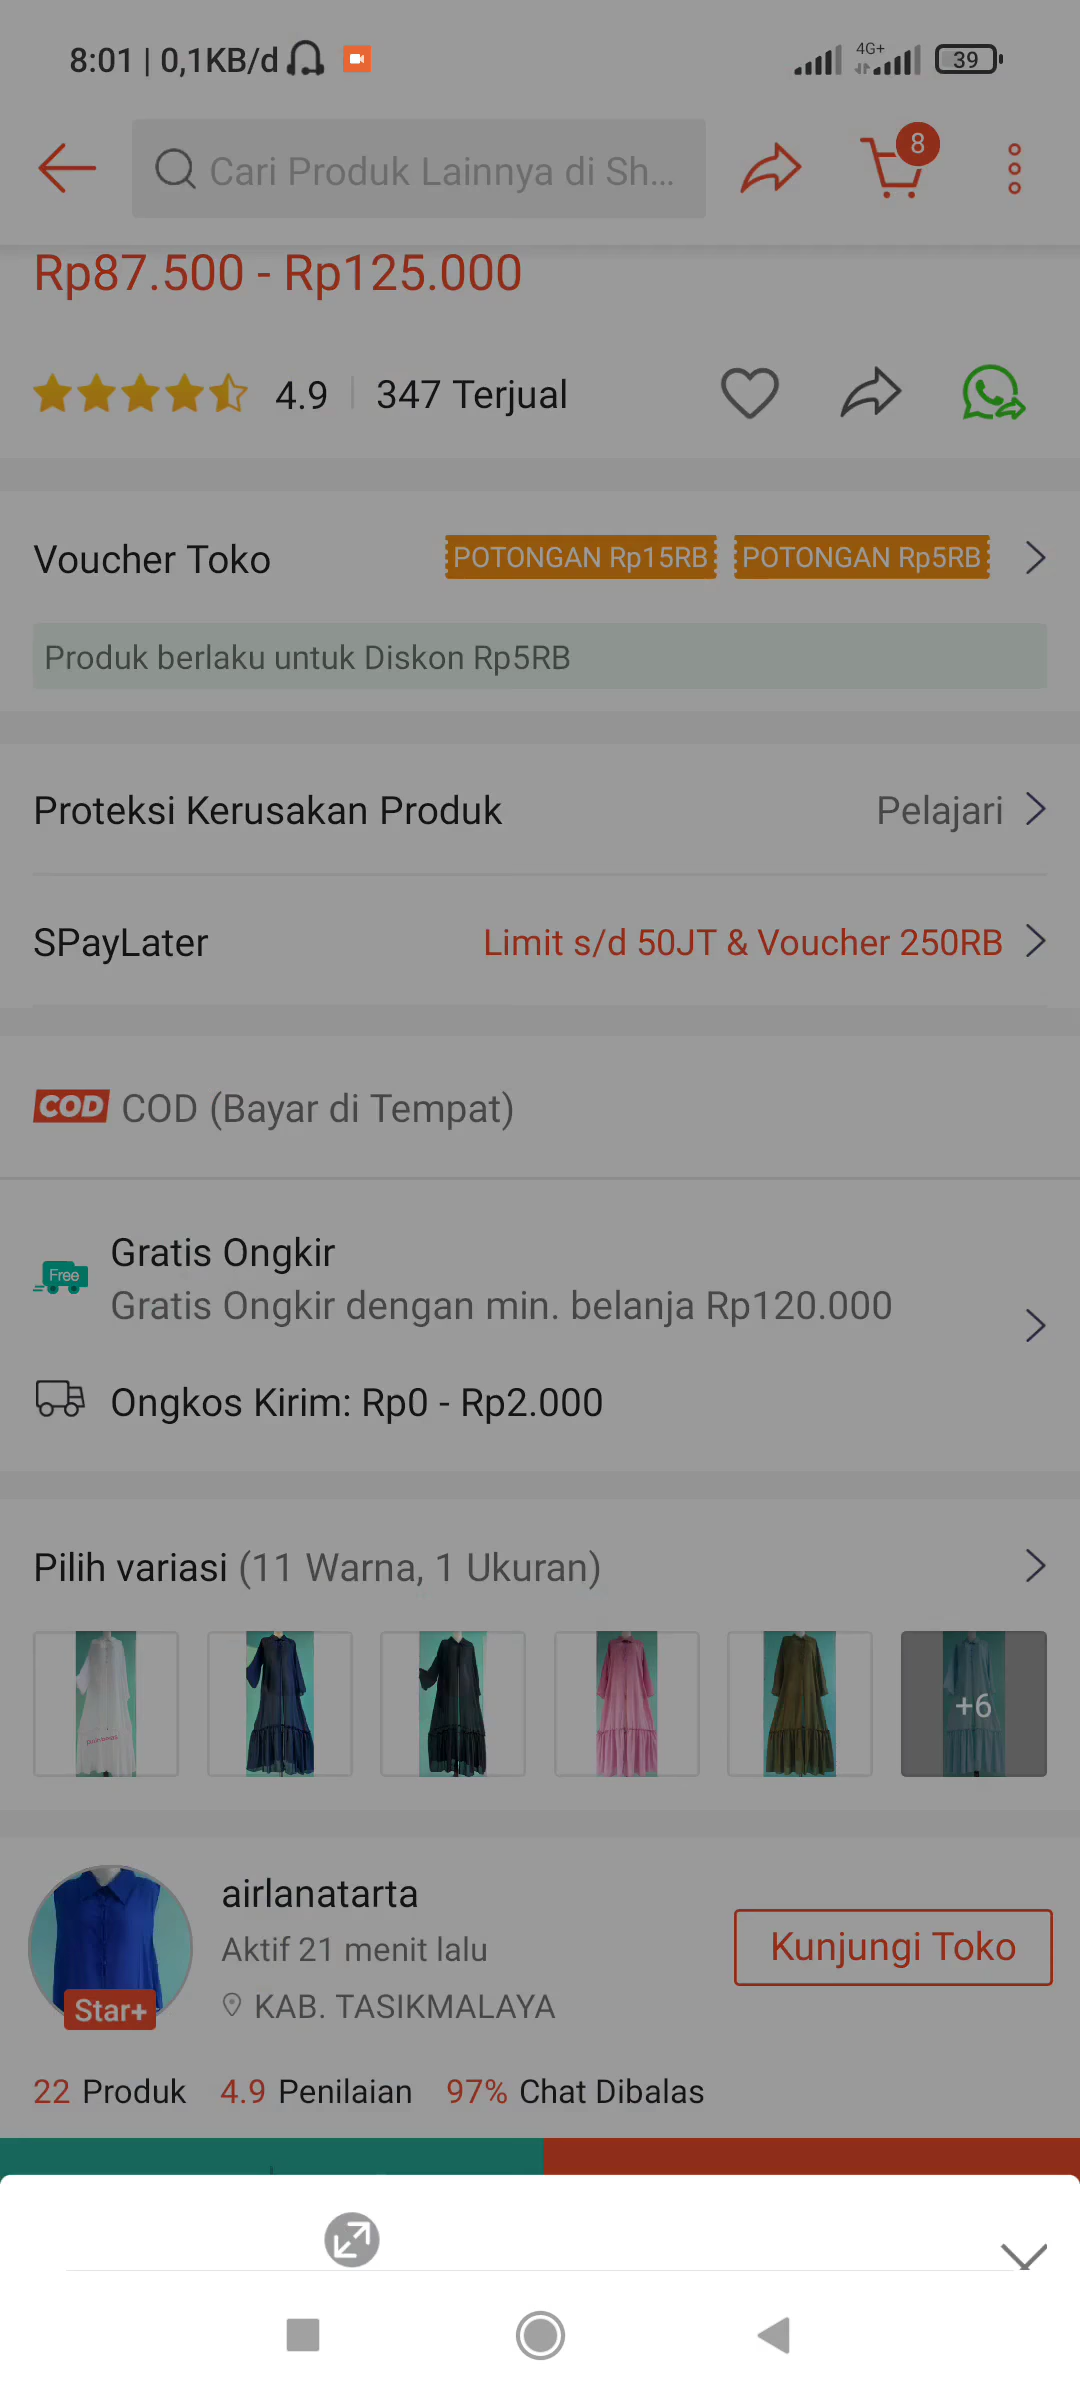 8:01 | 0,1KB/d
4G+
39
Cari Produk Lainnya di Sh...
8
Rp87.500 - Rp125.000
4.9 347 Terjual
Voucher Toko POTONGAN Rp15RB POTONGAN Rp5RB
Produk berlaku untuk Diskon Rp5RB
Proteksi Kerusakan Produk Pelajari
SPayLater Limit s/d 50JT & Voucher 250RB
COD COD (Bayar di Tempat)
Gratis Ongkir
Free
Gratis Ongkir dengan min. belanja Rp120.000
Ongkos Kirim: Rp0 - Rp2.000
Pilih variasi (11 Warna, 1 Ukuran)
+6
airlanatarta
Aktif 21 menit lalu
Kunjungi Toko
Star+
KAB. TASIKMALAYA
22 Produk 4.9 Penilaian 97% Chat Dibalas